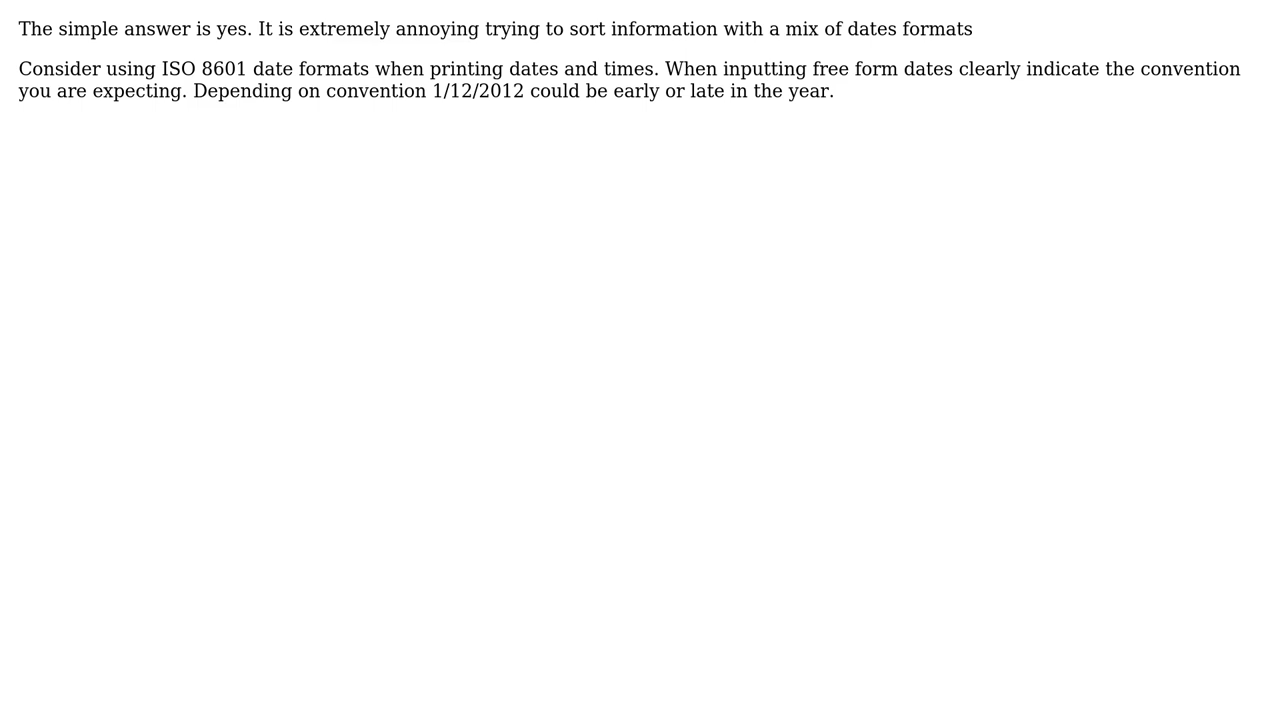 The simple answer is yes. It is extremely annoying trying to sort information with a mix of dates formats
Consider using ISO 8601 date formats when printing dates and times. When inputting free form dates clearly indicate the convention
you are expecting. Depending on convention 1/12/2012 could be early or late in the year.